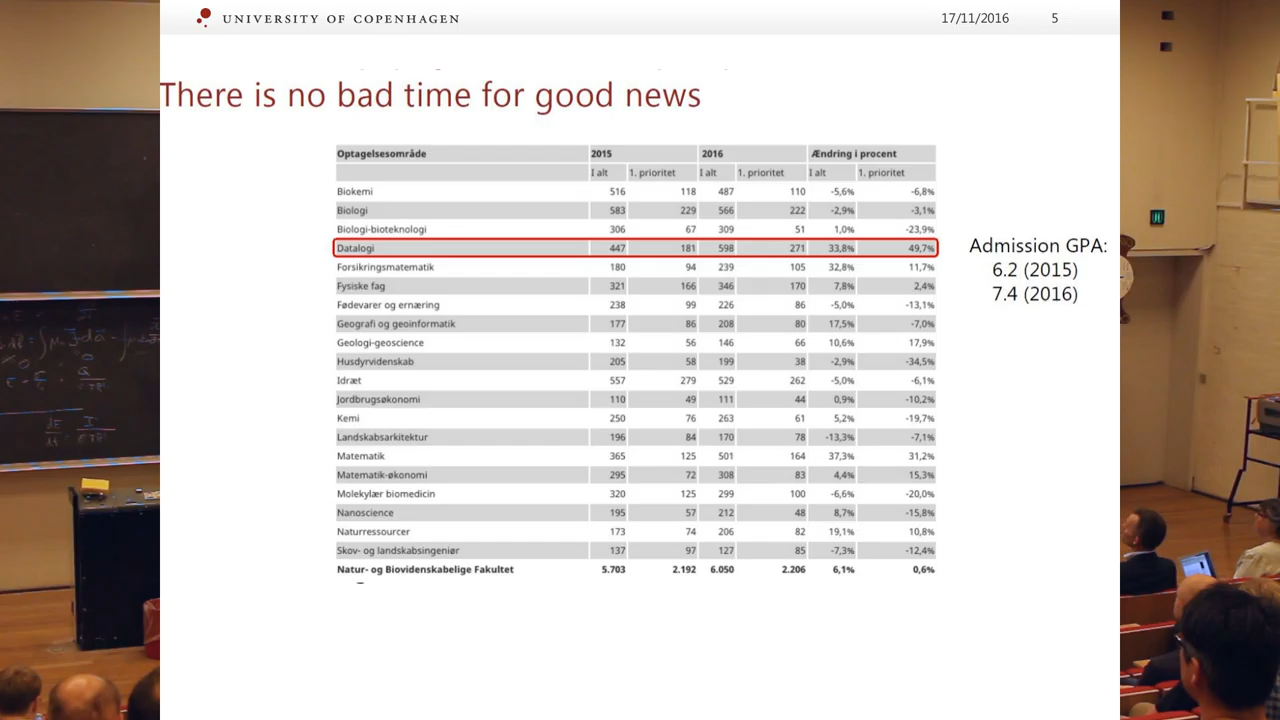 UNIVERSITY OF COPENHAGEN 17/11/2016 5
There is no bad time for good news
Optagelsesområde 2015 2016 Ændring i procent
I alt 1. prioritet I alt 1. prioritet I alt 1. prioritet
Biokemi 516 118 487 110 -5,6% -6,8%
Biologi 583 229 566 222 -2,9% -3,1%
Biologi-bioteknologi 306 67 309 51 1,0% -23,9%
Datalogi 447 181 598 271 33,8% 49,7%
Forsikringsmatematik 180 94 239 105 32,8% 11,7%
Fysiske fag 321 166 346 170 7,8% 2,4%
Fødevarer og ernæring 238 99 226 86 -5,0% -13,1%
Geografi og geoinformatik 177 86 208 80 17,5% -7,0%
Geologi-geoscience 132 56 146 66 10,6% 17,9%
Husdyrvidenskab 205 58 199 38 -2,9% -34,5%
Idræt 557 279 529 262 -5,0% -6,1%
Jordbrugsøkonomi 110 49 111 44 0,9% -10,2%
Kemi 250 76 263 61 5,2% -19,7%
Landskabsarkitektur 196 84 170 78 -13,3% -7,1%
Matematik 365 125 501 164 37,3% 31,2%
Matematik-økonomi 295 72 308 83 4,4% 15,3%
Molekylær biomedicin 320 125 299 100 -6,6% -20,0%
Nanoscience 195 57 212 48 8,7% -15,8%
Naturressourcer 173 74 206 82 19,1% 10,8%
Skov- og landskabsingeniør 137 97 127 85 -7,3% -12,4%
Natur- og Biovidenskabelige Fakultet 5.703 2.192 6.050 2.206 6,1% 0,6%
Admission GPA:
6.2 (2015)
7.4 (2016)